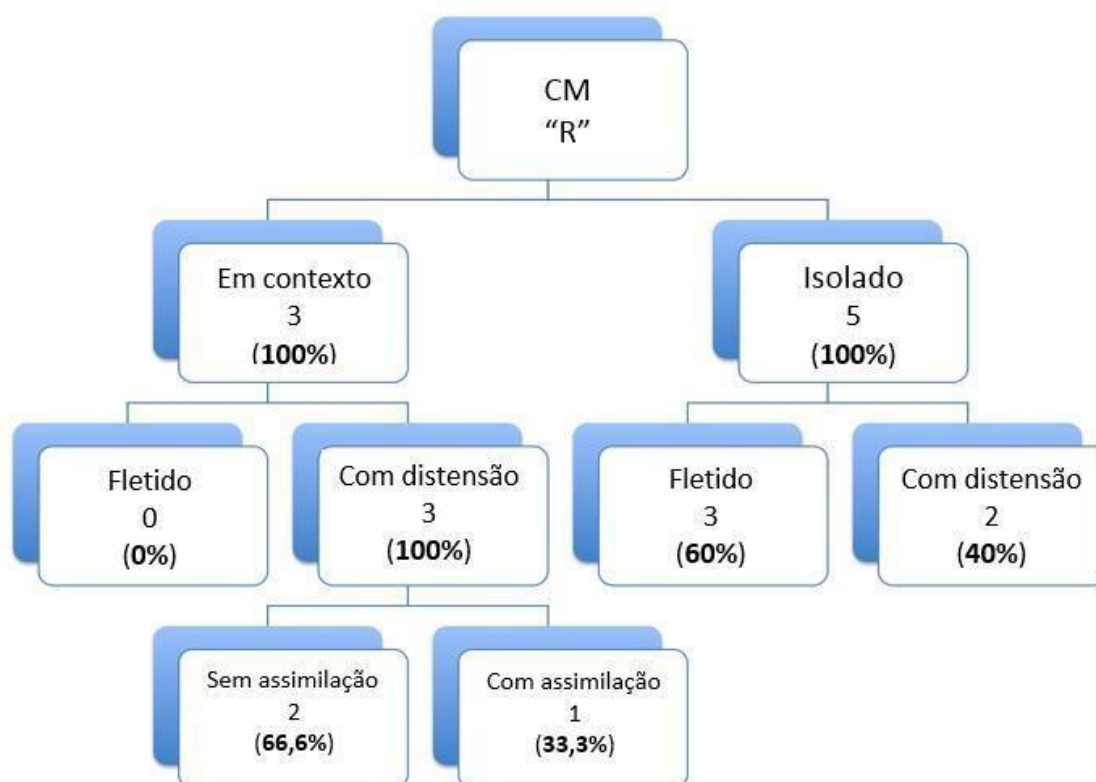 CM
“R”
Em contexto
3
(100%)
Isolado
5
(100%)
Fletido
0
(0%)
Com distensão
3
(100%)
Fletido
3
(60%)
Com distensão
2
(40%)
Sem assimilação
2
(66,6%)
Com assimilação
1
(33,3%)